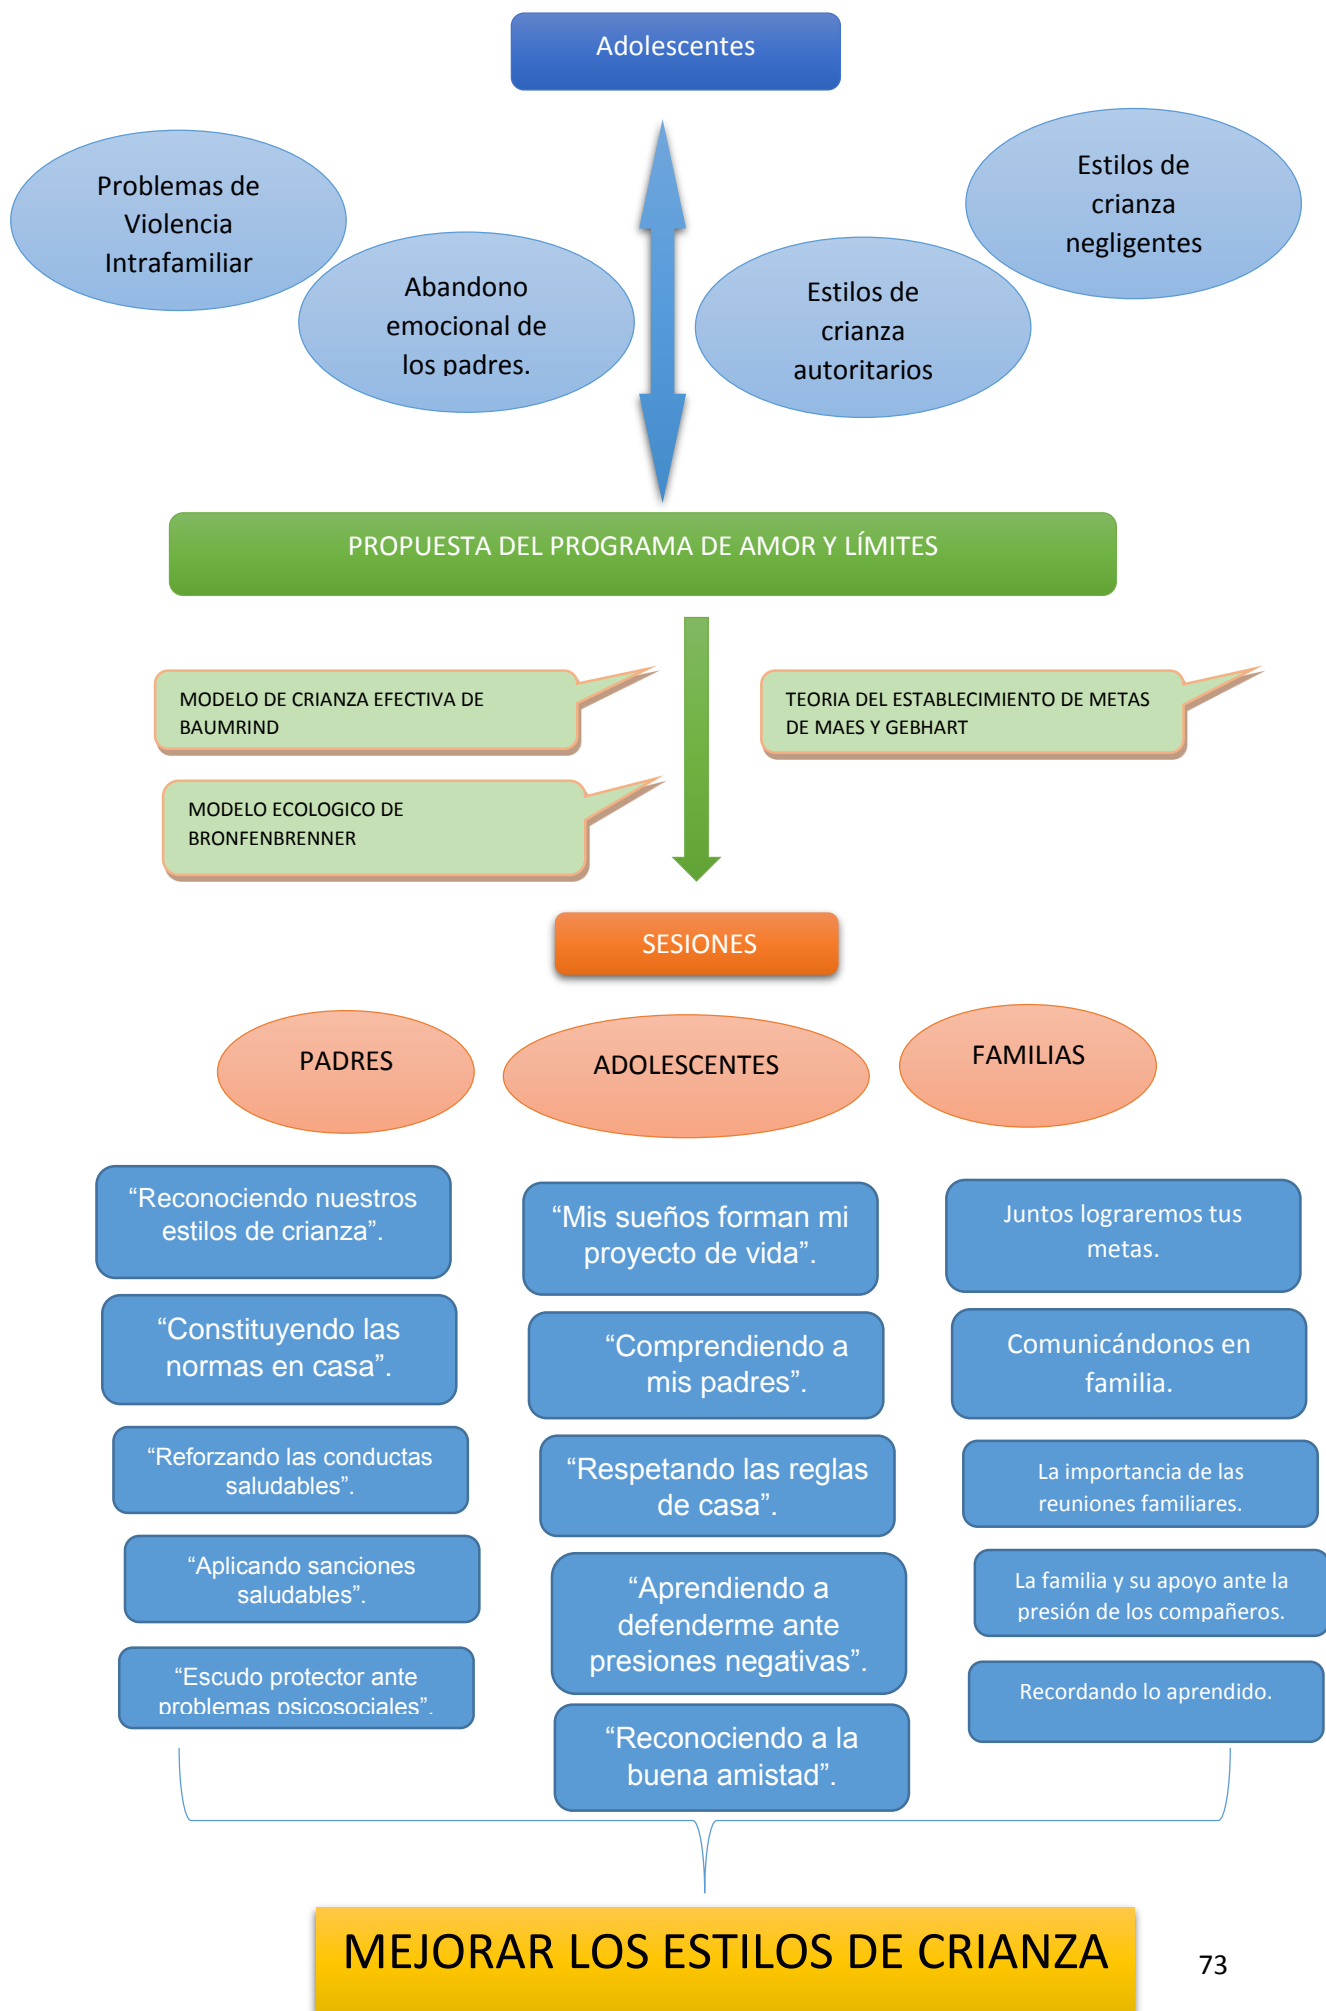 Adolescentes
Problemas de
Violencia
Intrafamiliar
Abandono
emocional de
los padres.
Estilos de
crianza
autoritarios
Estilos de
crianza
negligentes
PROPUESTA DEL PROGRAMA DE AMOR Y LÍMITES
MODELO DE CRIANZA EFECTIVA DE
BAUMRIND
TEORIA DEL ESTABLECIMIENTO DE METAS
DE MAES Y GEBHART
MODELO ECOLOGICO DE
BRONFENBRENNER
SESIONES
PADRES
ADOLESCENTES
FAMILIAS
“Reconociendo nuestros
estilos de crianza”.
“Constituyendo las
normas en casa”.
“Reforzando las conductas
saludables”.
“Aplicando sanciones
saludables”.
“Escudo protector ante
problemas psicosociales”.
“Mis sueños forman mi
proyecto de vida”.
“Comprendiendo a
mis padres”.
“Respetando las reglas
de casa”.
“Aprendiendo a
defenderme ante
presiones negativas”.
“Reconociendo a la
buena amistad”.
Juntos lograremos tus
metas.
Comunicándonos en
familia.
La importancia de las
reuniones familiares.
La familia y su apoyo ante la
presión de los compañeros.
Recordando lo aprendido.
MEJORAR LOS ESTILOS DE CRIANZA
73